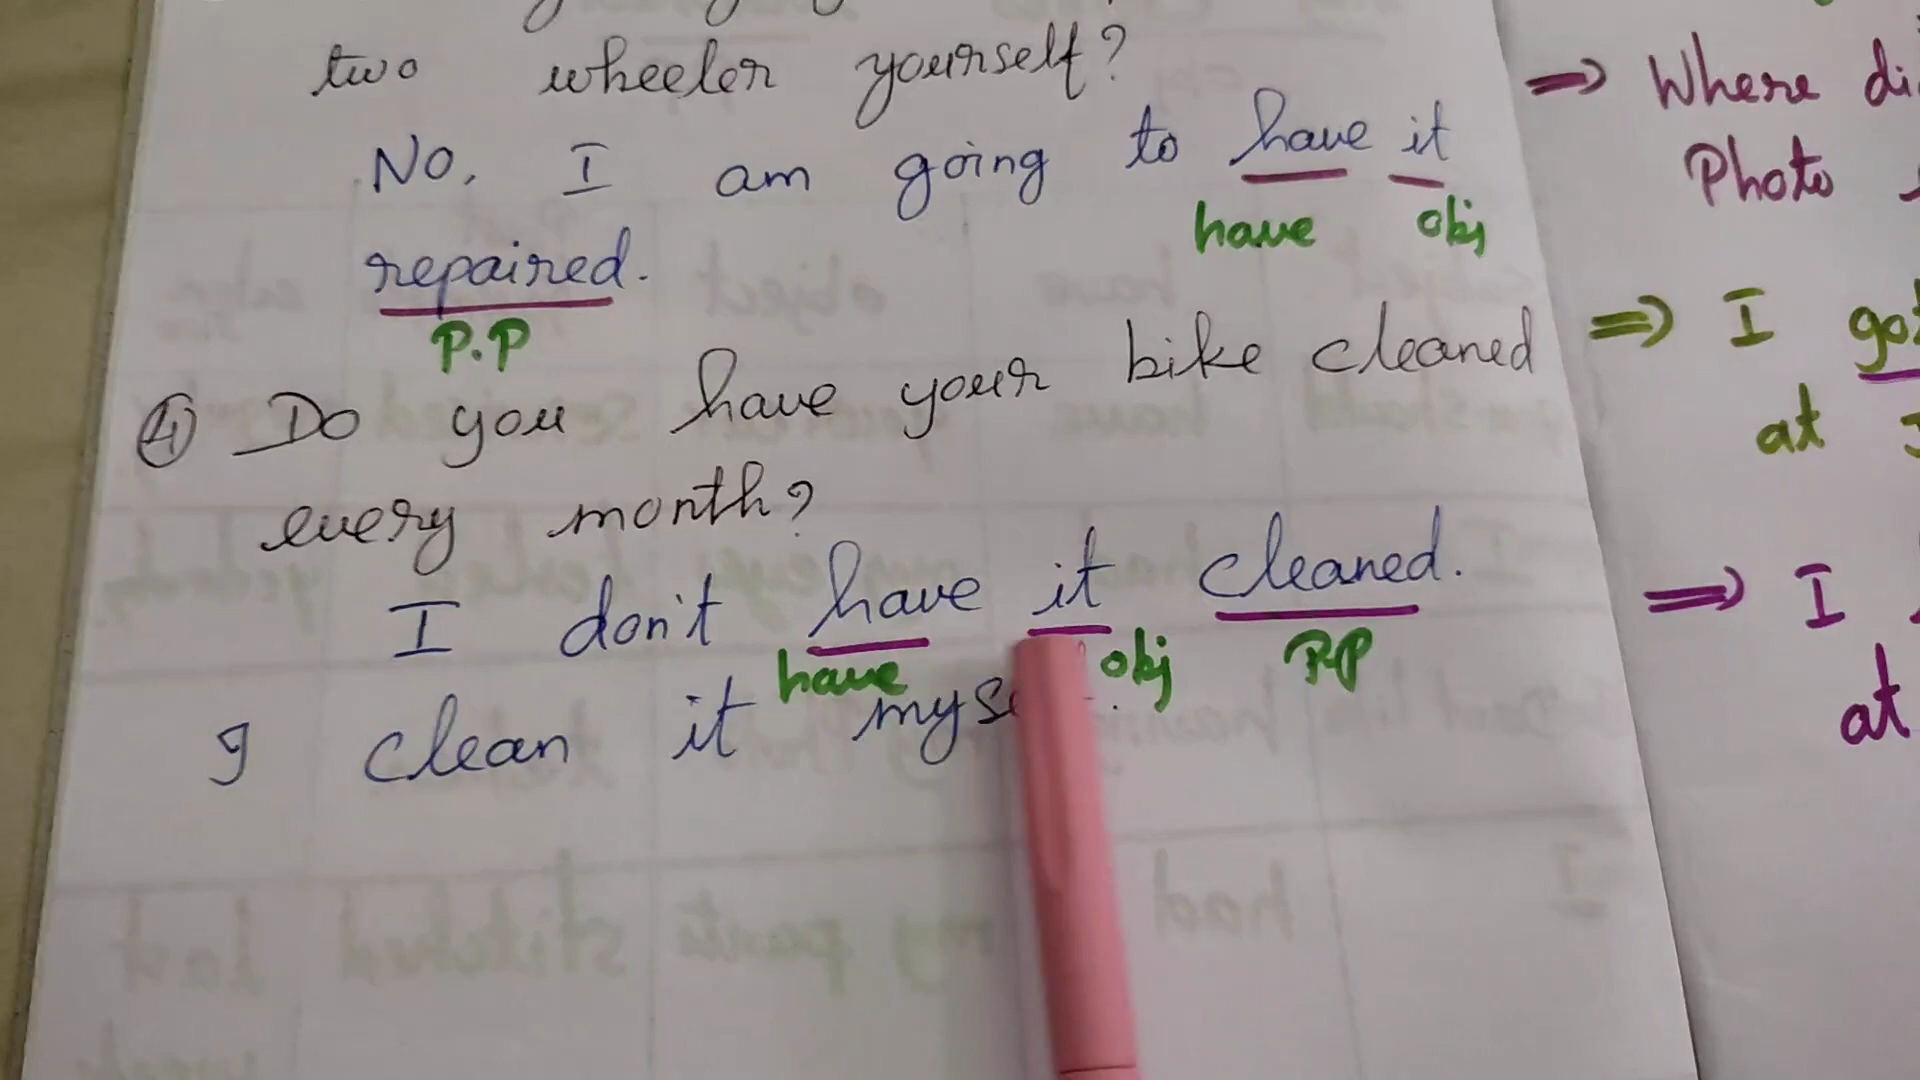 two wheeler yourself?
No, I am going to have it
have obj
repaired.
P.P
④ Do you have your bike cleaned
every month?
I don't have it cleaned.
have obj P.P
I clean it
⇒ Where
Photo
⇒ I
at
⇒ I
at